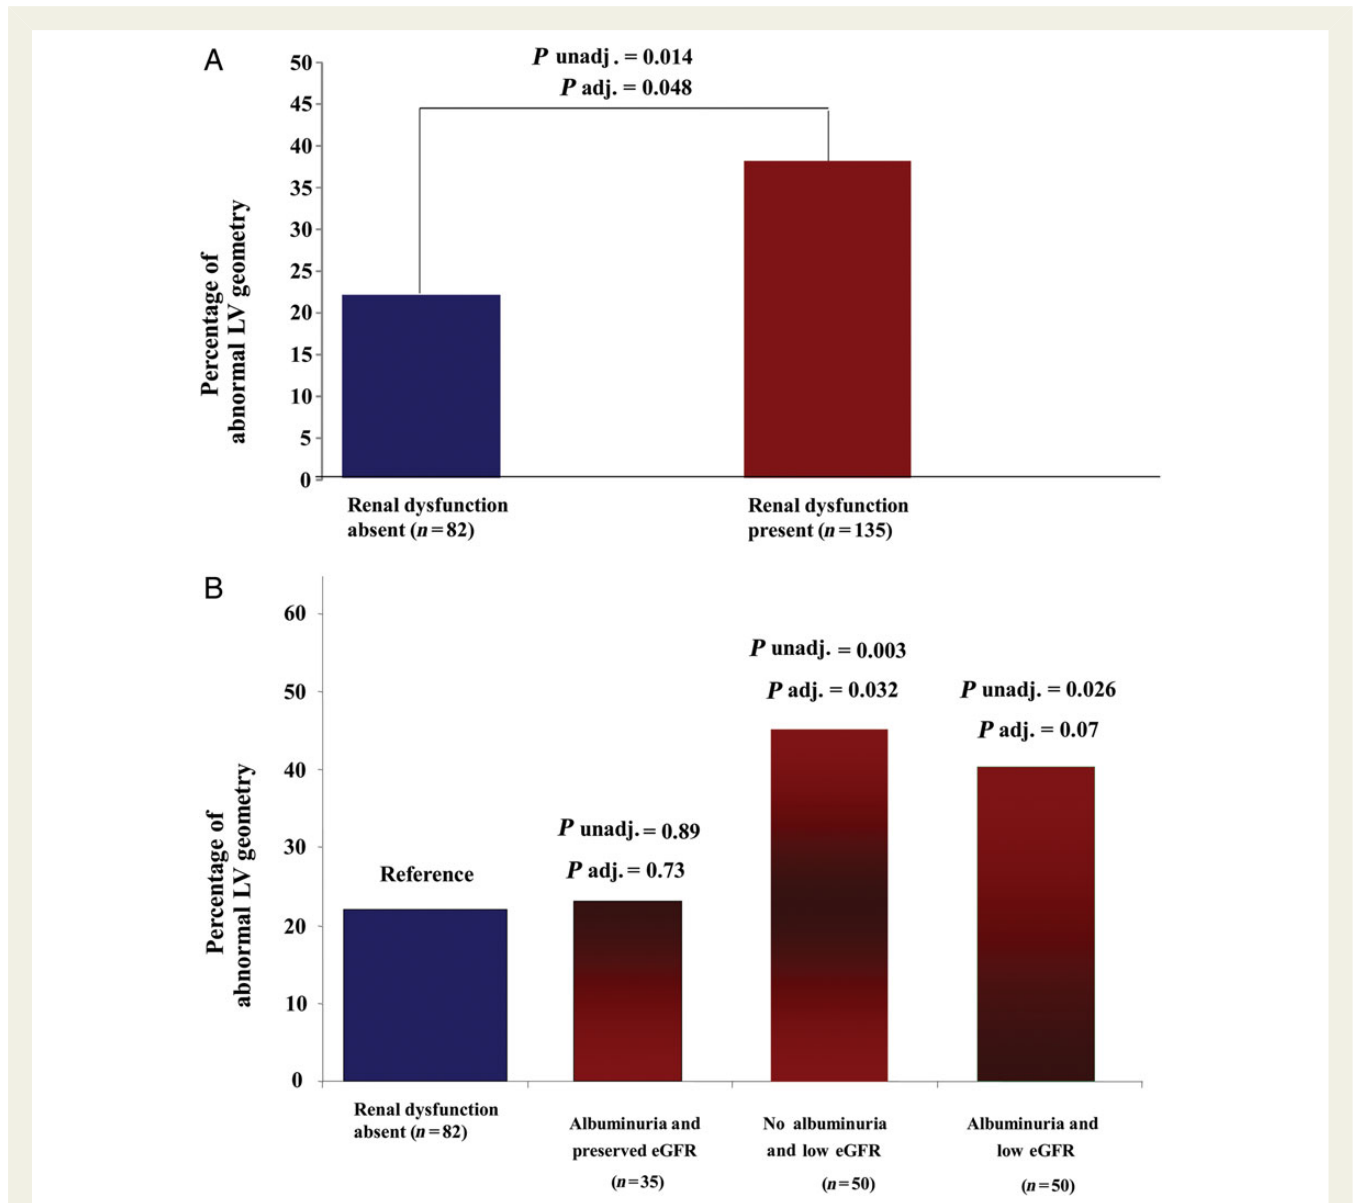 A
P unadj. = 0.014
P adj. = 0.048
50
45
40
35
30
25
20
15
10
5
0
Percentage of
abnormal LV geometry
Renal dysfunction
absent (n=82)
Renal dysfunction
present (n=135)
B
60
50
40
30
20
10
0
Percentage of
abnormal LV geometry
Reference
P unadj. = 0.89
P adj. = 0.73
P unadj. = 0.003
P adj. = 0.032
P unadj. = 0.026
P adj. = 0.07
Renal dysfunction
absent (n=82)
Albuminuria and
preserved eGFR
(n=35)
No albuminuria
and low eGFR
(n=50)
Albuminuria and
low eGFR
(n=50)